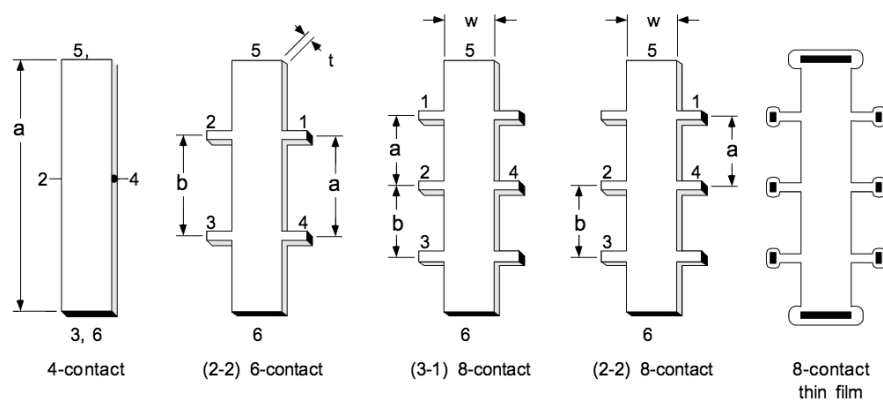 5,
a
2
4
3, 6
4-contact
5
t
2
1
b
a
3
4
6
(2-2) 6-contact
w
5
1
a
2
4
b
3
6
(3-1) 8-contact
w
5
1
a
2
4
b
3
6
(2-2) 8-contact
8-contact
thin film